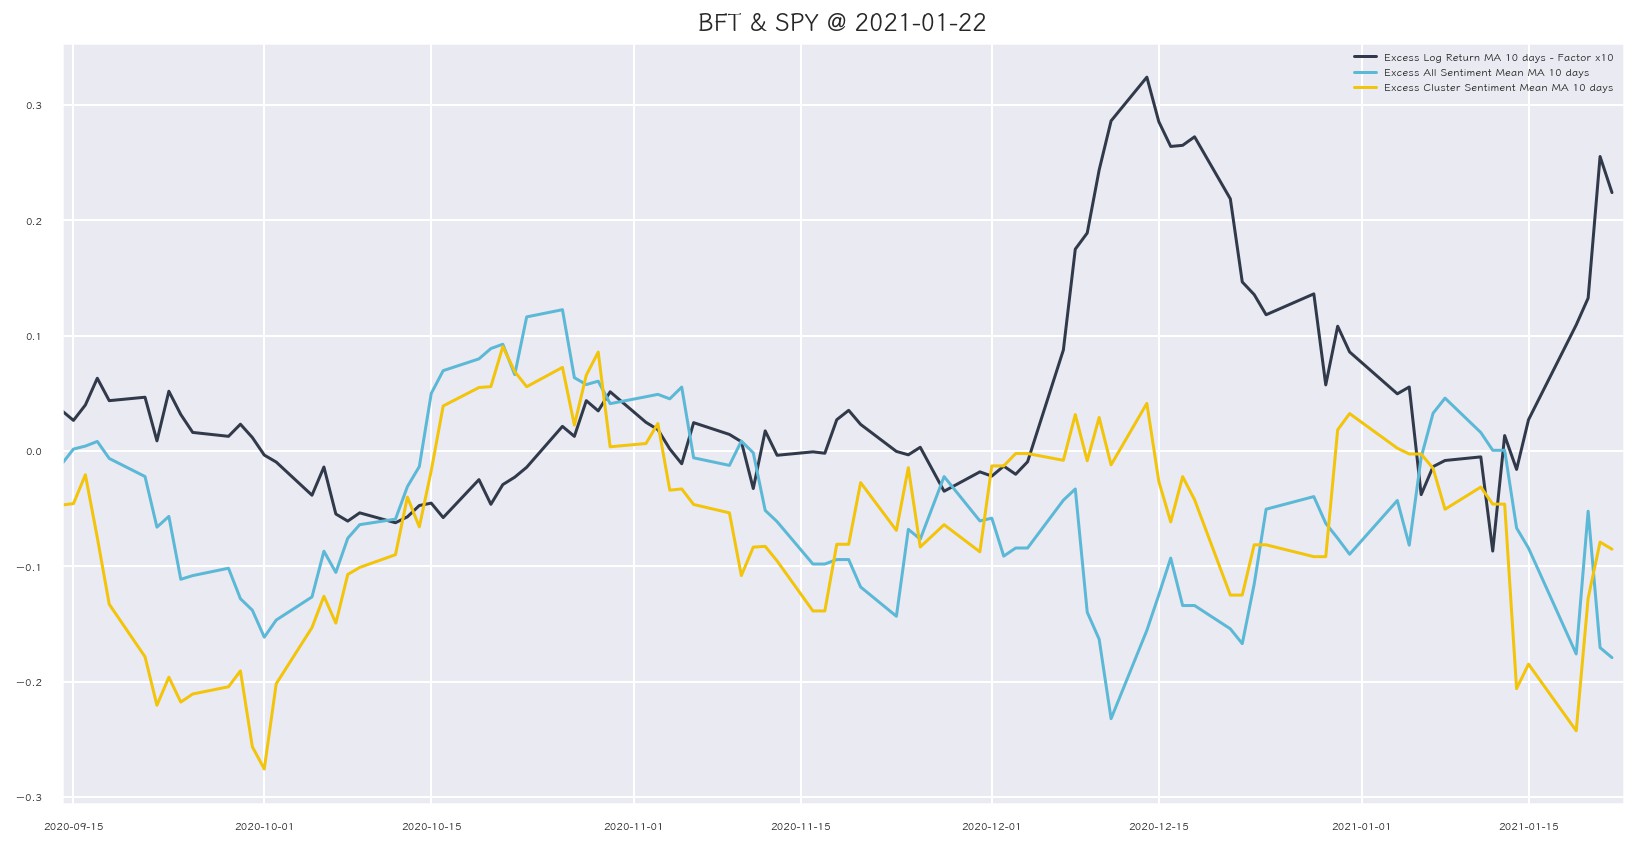 BFT & SPY @ 2021-01-22
Excess Log Return MA 10 days - Factor x10
Excess All Sentiment Mean MA 10 days
Excess Cluster Sentiment Mean MA 10 days
0.3
0.2
0.1
0.0
−0.1
−0.2
−0.3
2020-09-15 2020-10-01 2020-10-15 2020-11-01 2020-11-15 2020-12-01 2020-12-15 2021-01-01 2021-01-15